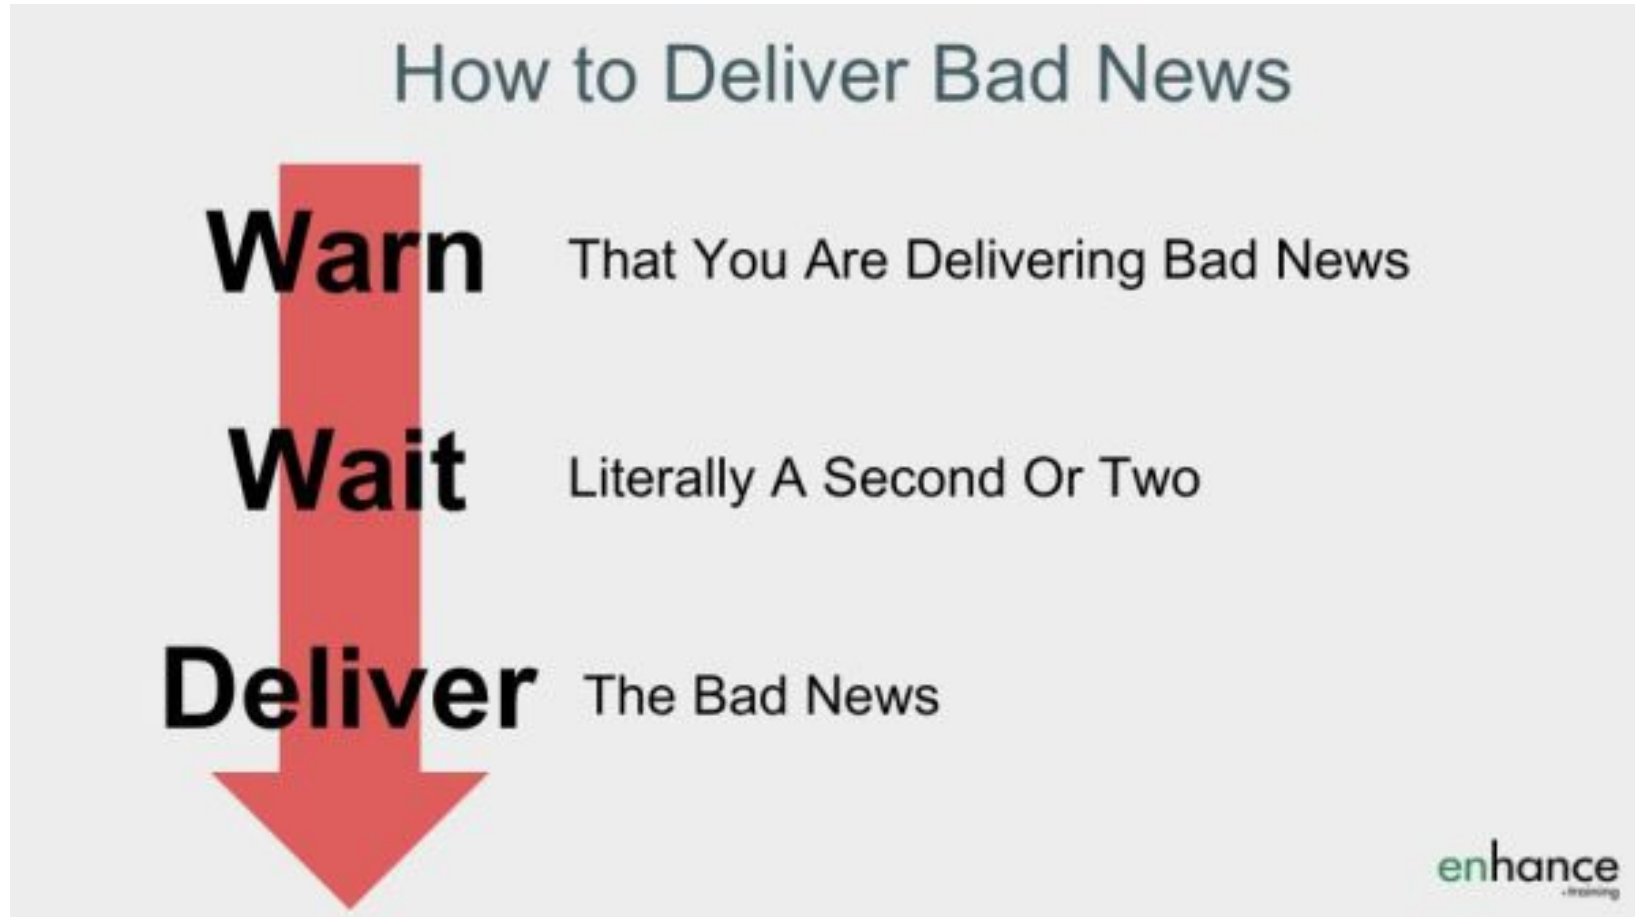 How to Deliver Bad News
Warn That You Are Delivering Bad News
Wait Literally A Second Or Two
Deliver The Bad News
enhance
.training